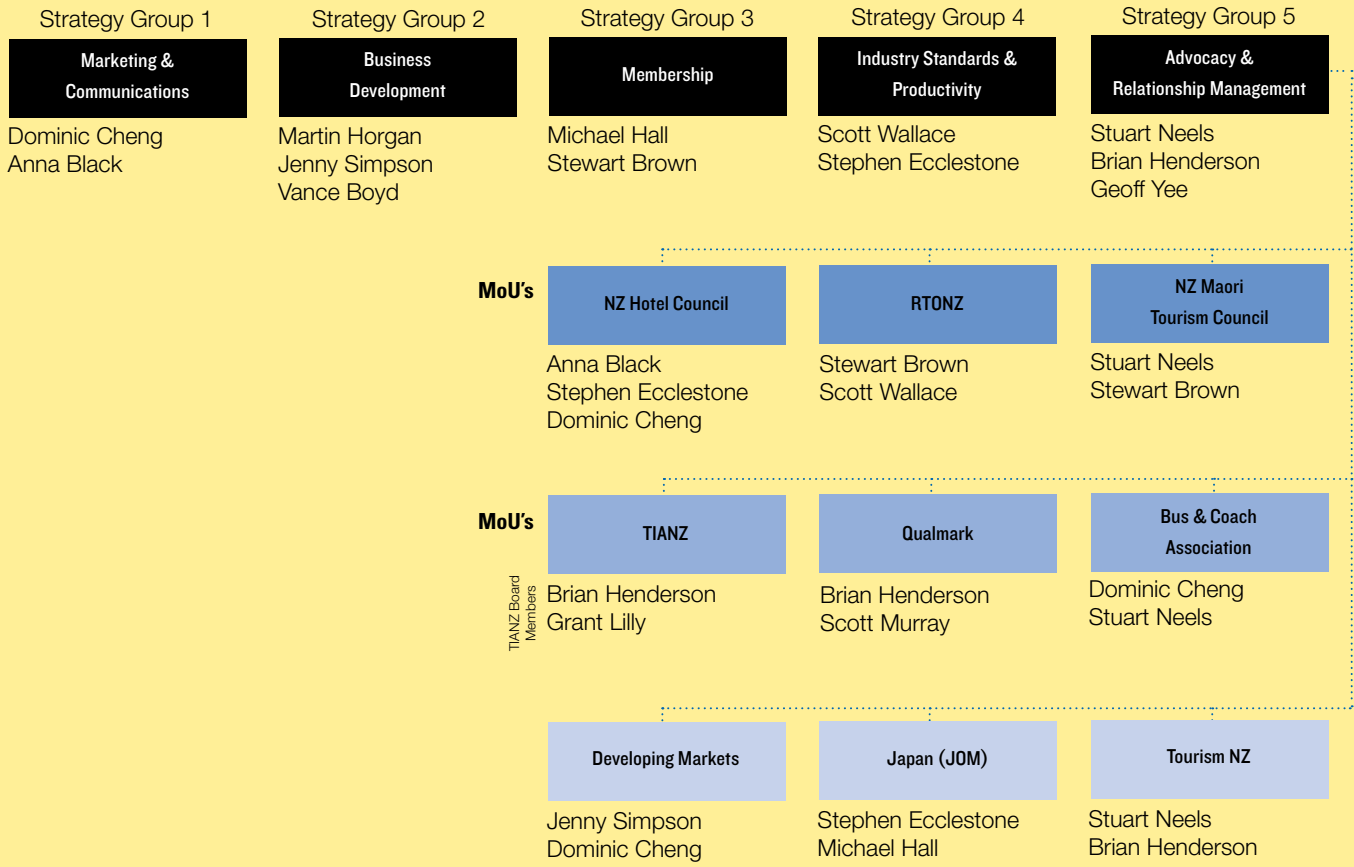 Strategy Group 1
Marketing &
Communications
Dominic Cheng
Anna Black
Strategy Group 2
Business
Development
Martin Horgan
Jenny Simpson
Vance Boyd
Strategy Group 3
Membership
Michael Hall
Stewart Brown
Strategy Group 4
Industry Standards &
Productivity
Scott Wallace
Stephen Ecclestone
Strategy Group 5
Advocacy &
Relationship Management
Stuart Neels
Brian Henderson
Geoff Yee
MoU's
NZ Hotel Council
Anna Black
Stephen Ecclestone
Dominic Cheng
RTONZ
Stewart Brown
Scott Wallace
NZ Maori
Tourism Council
Stuart Neels
Stewart Brown
MoU's
TIANZ
TIANZ Board
Members
Brian Henderson
Grant Lilly
Qualmark
Brian Henderson
Scott Murray
Bus & Coach
Association
Dominic Cheng
Stuart Neels
Developing Markets
Jenny Simpson
Dominic Cheng
Japan (JOM)
Stephen Ecclestone
Michael Hall
Tourism NZ
Stuart Neels
Brian Henderson